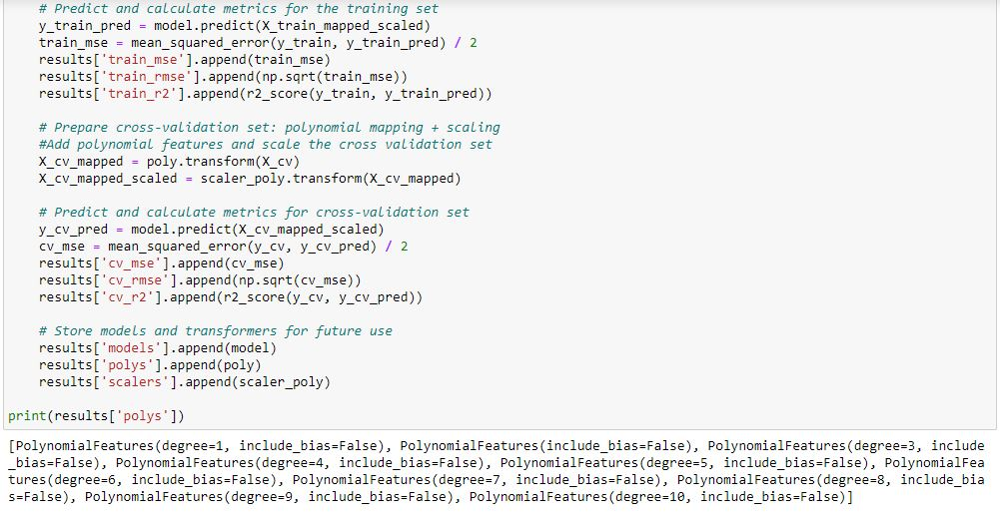 # Predict and calculate metrics for the training set
y_train_pred = model.predict(X_train_mapped_scaled)
train_mse = mean_squared_error(y_train, y_train_pred) / 2
results['train_mse'].append(train_mse)
results['train_rmse'].append(np.sqrt(train_mse))
results['train_r2'].append(r2_score(y_train, y_train_pred))

# Prepare cross-validation set: polynomial mapping + scaling
#Add polynomial features and scale the cross validation set
X_cv_mapped = poly.transform(X_cv)
X_cv_mapped_scaled = scaler_poly.transform(X_cv_mapped)

# Predict and calculate metrics for cross-validation set
y_cv_pred = model.predict(X_cv_mapped_scaled)
cv_mse = mean_squared_error(y_cv, y_cv_pred) / 2
results['cv_mse'].append(cv_mse)
results['cv_rmse'].append(np.sqrt(cv_mse))
results['cv_r2'].append(r2_score(y_cv, y_cv_pred))

# Store models and transformers for future use
results['models'].append(model)
results['polys'].append(poly)
results['scalers'].append(scaler_poly)

print(results['polys'])
[PolynomialFeatures(degree=1, include_bias=False), PolynomialFeatures(include_bias=False), PolynomialFeatures(degree=3, include
_bias=False), PolynomialFeatures(degree=4, include_bias=False), PolynomialFeatures(degree=5, include_bias=False), PolynomialFea
tures(degree=6, include_bias=False), PolynomialFeatures(degree=7, include_bias=False), PolynomialFeatures(degree=8, include_bia
s=False), PolynomialFeatures(degree=9, include_bias=False), PolynomialFeatures(degree=10, include_bias=False)]